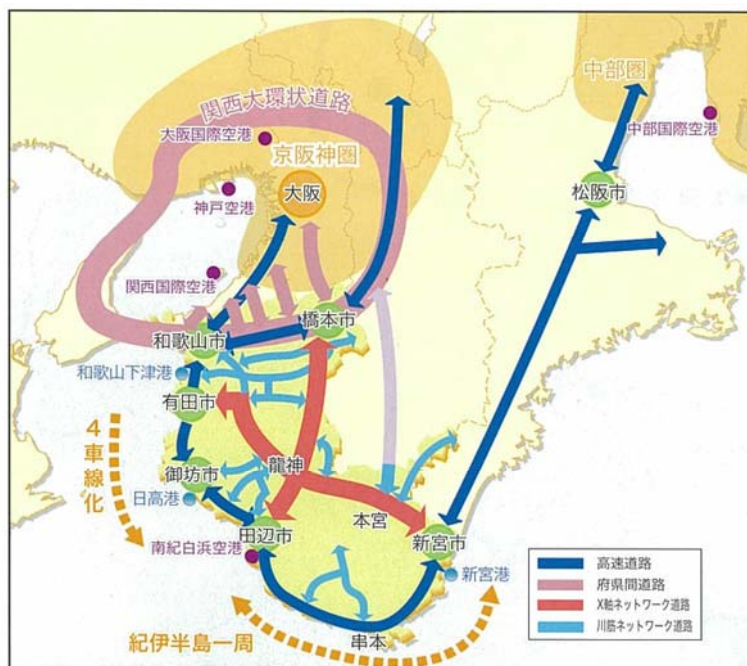 中部圏
関西大環状道路
大阪国際空港
中部国際空港
京阪神圏
大阪
松阪市
神戸空港
関西国際空港
橋本市
和歌山市
和歌山下津港
有田市
4車線化
御坊市
龍神
日高港
本宮
田辺市
新宮市
南紀白浜空港
新宮港
紀伊半島一周
串本
高速道路
府県間道路
X軸ネットワーク道路
川筋ネットワーク道路